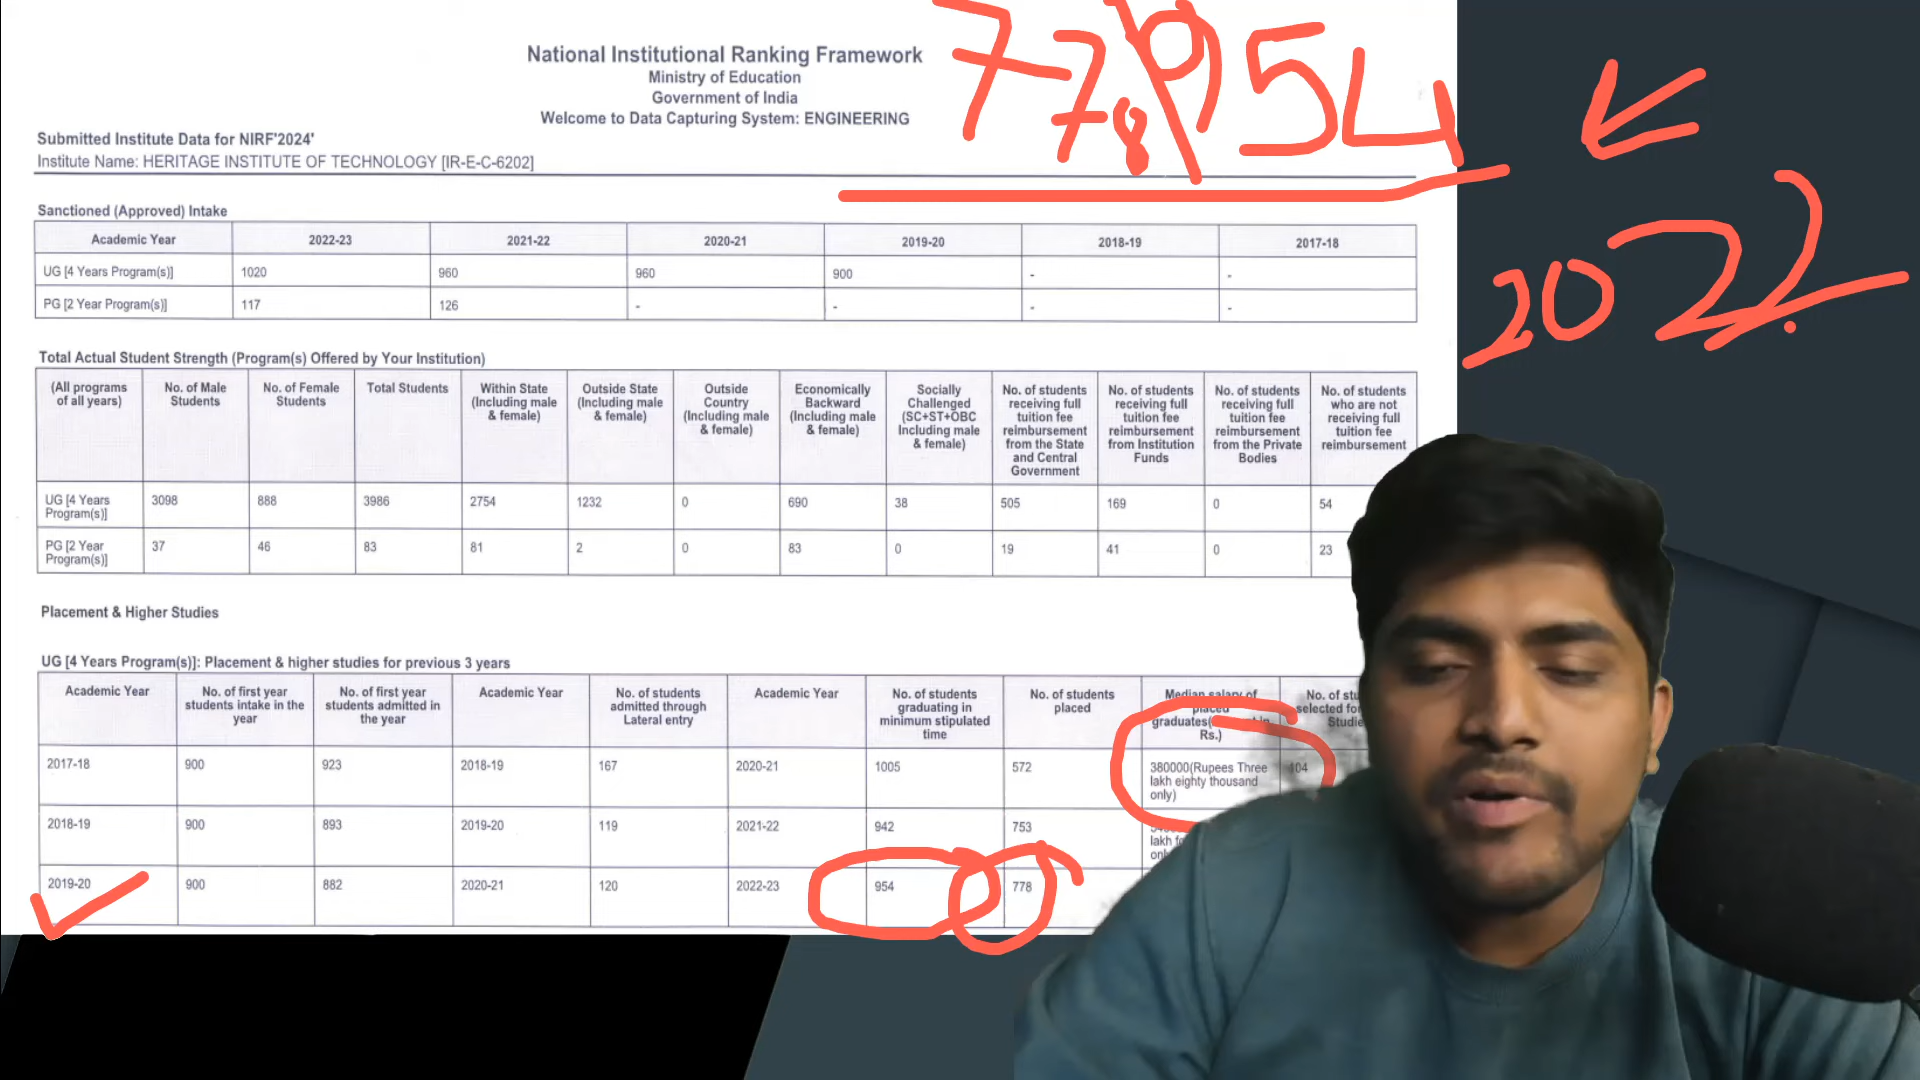 National Institutional Ranking Framework
Ministry of Education
Government of India
Welcome to Data Capturing System: ENGINEERING
Submitted Institute Data for NIRF'2024'
Institute Name: HERITAGE INSTITUTE OF TECHNOLOGY [IR-E-C-6202]
954
2022
Sanctioned (Approved) Intake
Academic Year 2022-23 2021-22 2020-21 2019-20 2018-19 2017-18
UG [4 Years Program(s)] 1020 960 960 900 - -
PG [2 Year Program(s)] 117 126 - - - -
Total Actual Student Strength (Program(s) Offered by Your Institution)
(All programs of all years) No. of Male Students No. of Female Students Total Students Within State (Including male & female) Outside State (Including male & female) Outside Country (Including male & female) Economically Backward (Including male & female) Socially Challenged (SC+ST+OBC Including male & female) No. of students receiving full tuition fee reimbursement from the State and Central Government No. of students receiving full tuition fee reimbursement from Institution Funds No. of students receiving full tuition fee reimbursement from the Private Bodies No. of students who are not receiving full tuition fee reimbursement
UG [4 Years Program(s)] 3098 888 3986 2754 1232 0 690 38 505 169 0 54
PG [2 Year Program(s)] 37 46 83 81 2 0 83 0 19 41 0 23
Placement & Higher Studies
UG [4 Years Program(s)]: Placement & higher studies for previous 3 years
Academic Year No. of first year students intake in the year No. of first year students admitted in the year Academic Year No. of students admitted through Lateral entry Academic Year No. of students graduating in minimum stipulated time No. of students placed Median salary of placed graduates( Rs.) No. of selected for
2017-18 900 923 2018-19 167 2020-21 1005 572 380000(Rupees Three lakh eighty thousand only)
2018-19 900 893 2019-20 119 2021-22 942 753 lakh
2019-20 900 882 2020-21 120 2022-23 954 778